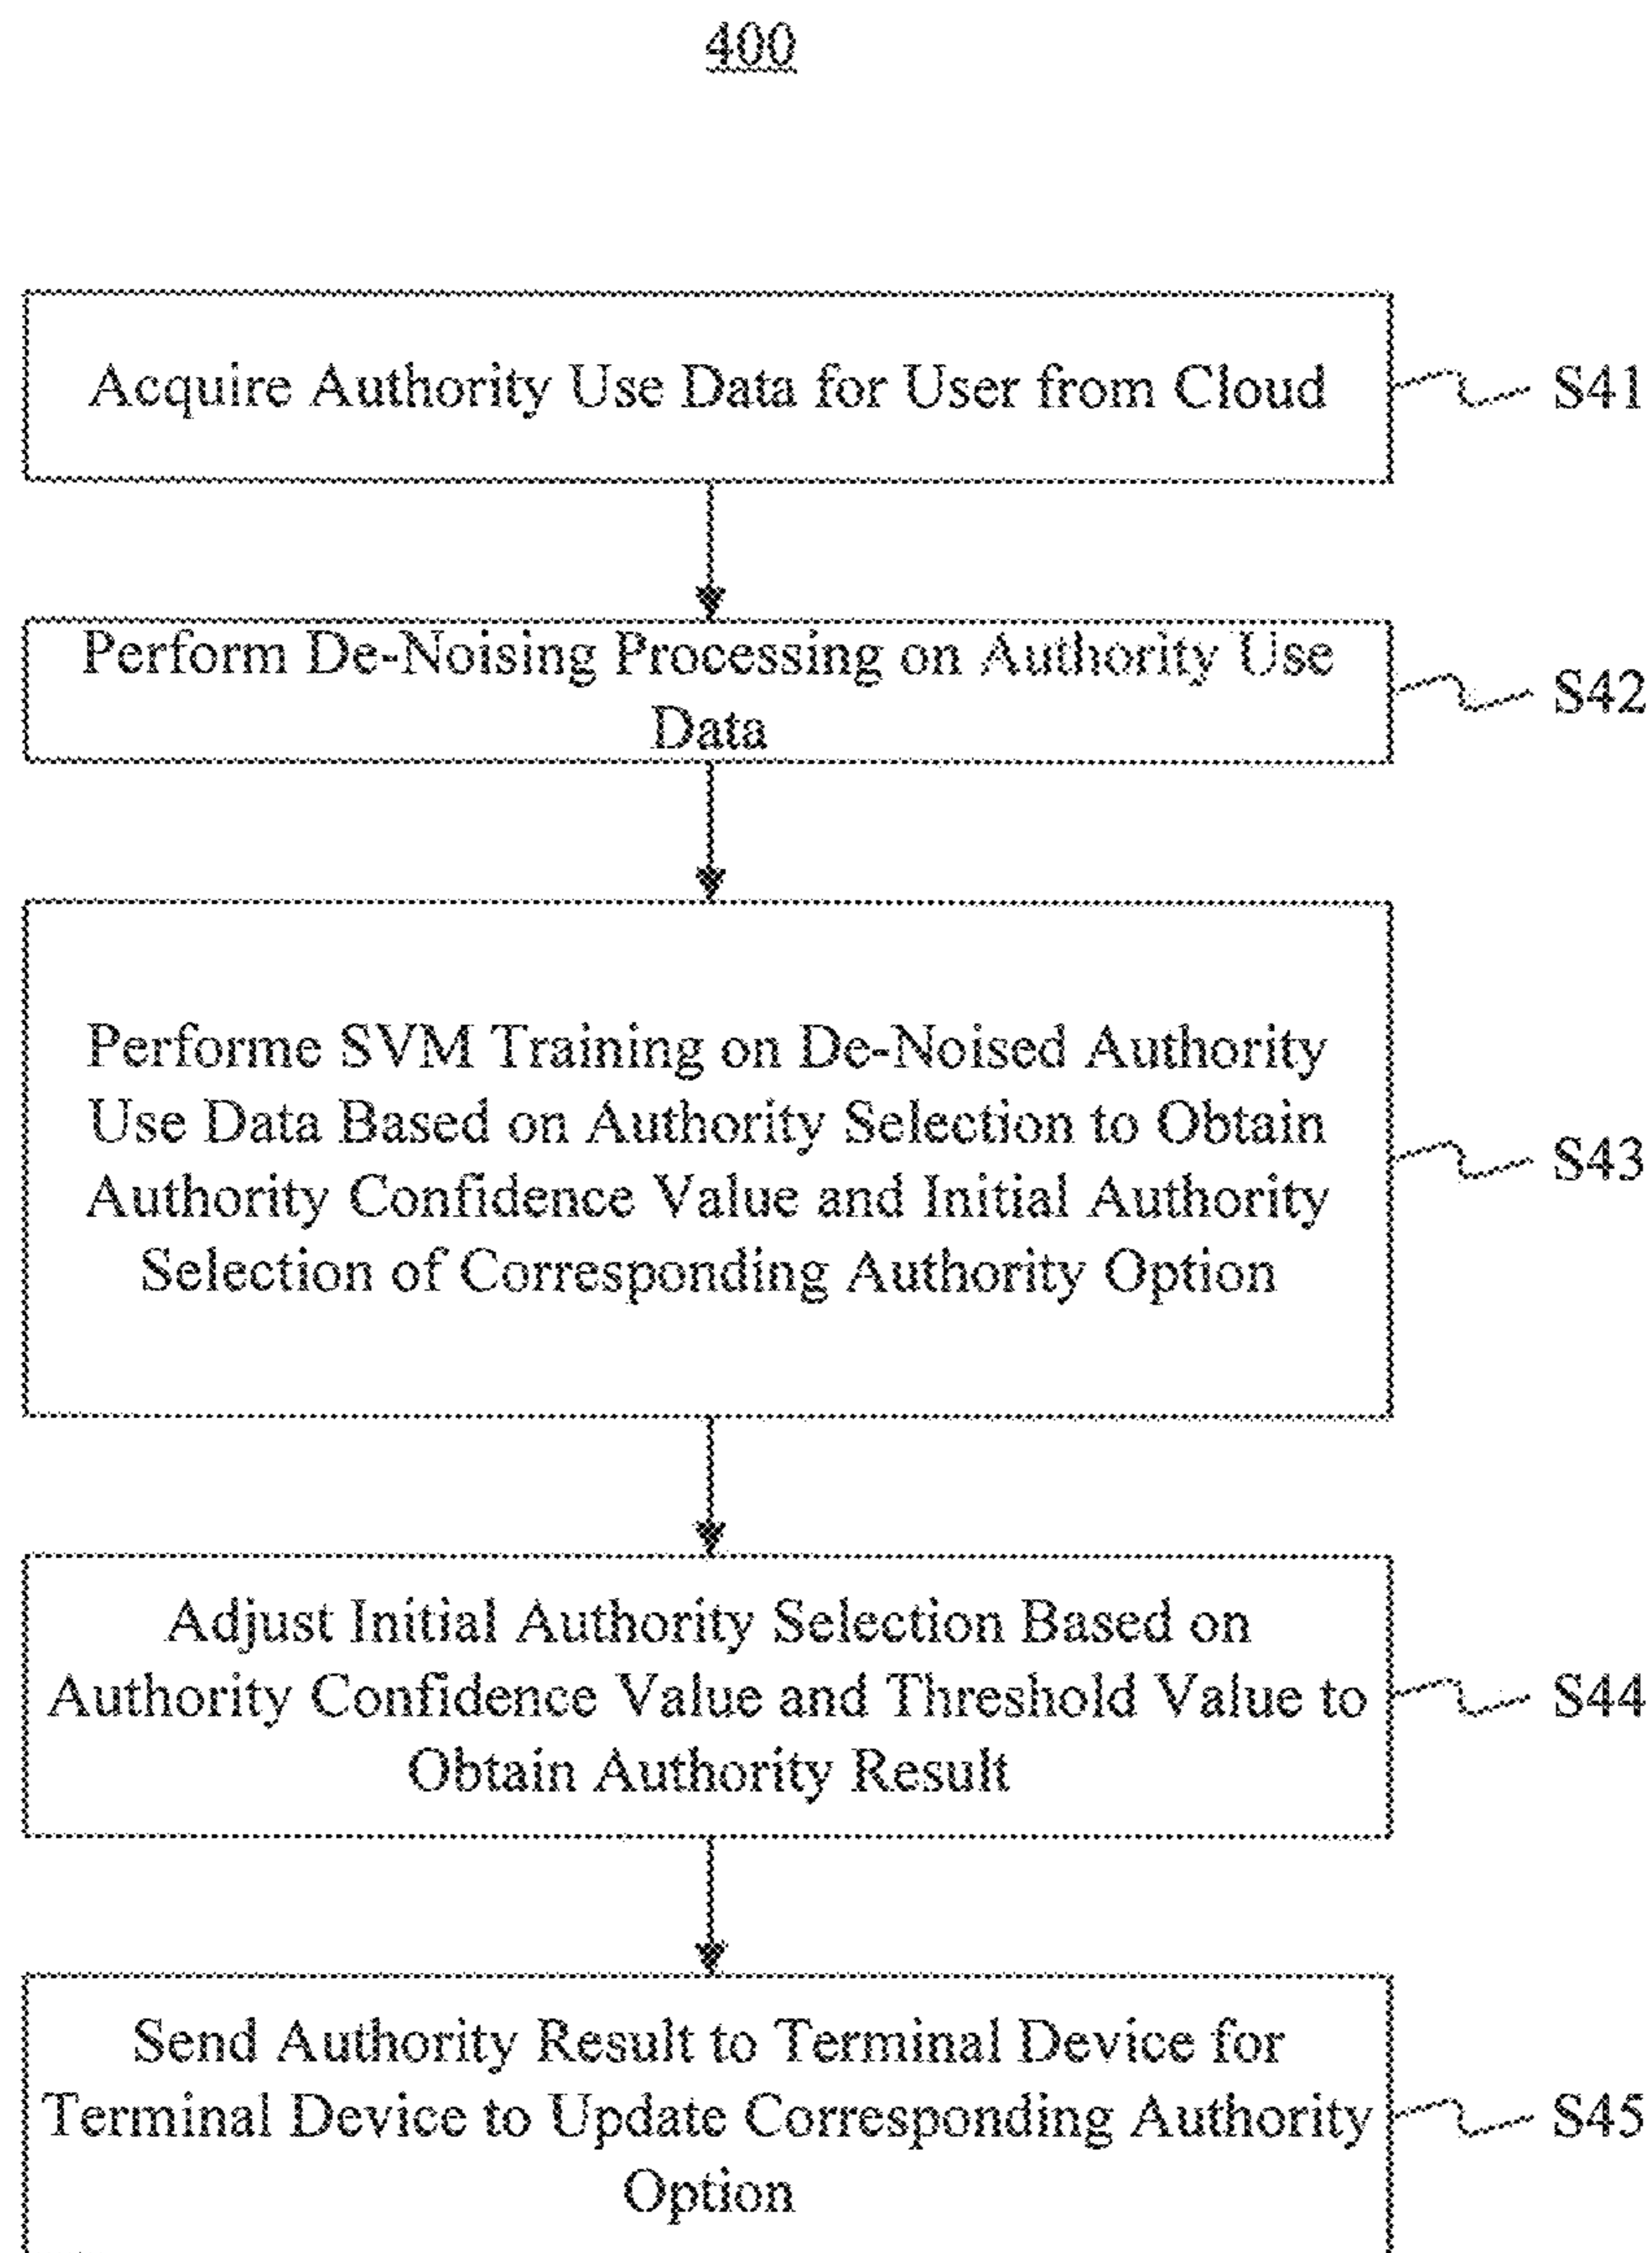 400
Acquire Authority Use Data for User from Cloud
S41
Perform De-Noising Processing on Authority Use
Data
S42
Performe SVM Training on De-Noised Authority
Use Data Based on Authority Selection to Obtain
Authority Confidence Value and Initial Authority
Selection of Corresponding Authority Option
S43
Adjust Initial Authority Selection Based on
Authority Confidence Value and Threshold Value to
Obtain Authority Result
S44
Send Authority Result to Terminal Device for
Terminal Device to Update Corresponding Authority
Option
S45